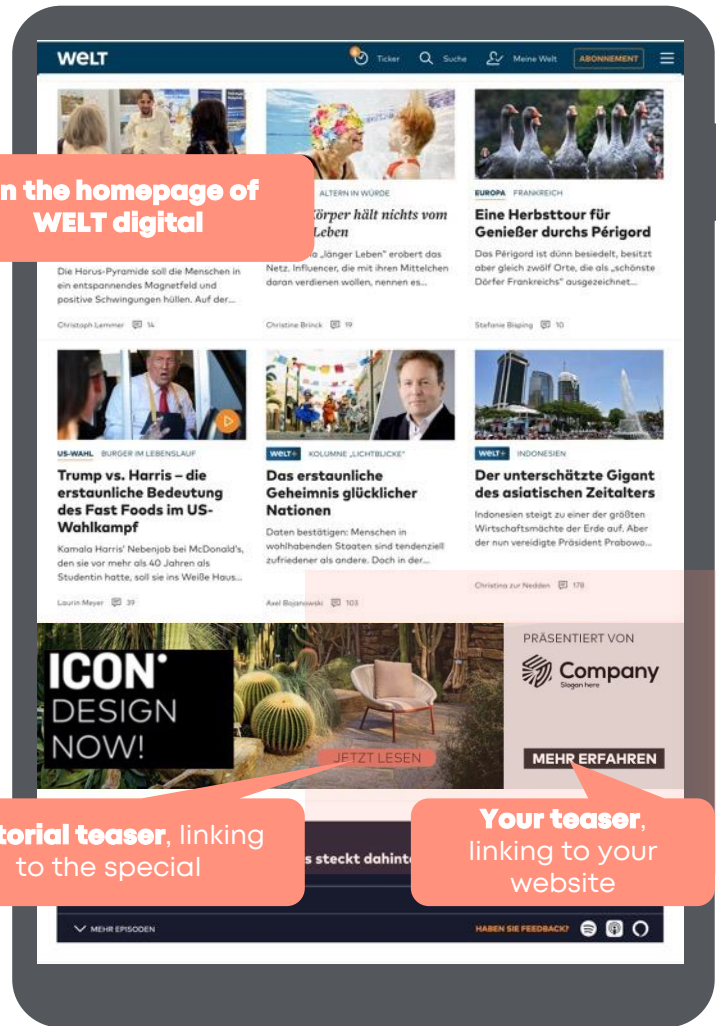 WELT
Ticker
Suche
Meine Welt
ABONNEMENT
n the homepage of
WELT digital
Die Horus-Pyramide soll die Menschen in
ein entspannendes Magnetfeld und
positive Schwingungen hüllen. Auf der...
Christoph Lemmer 14
ALTERN IN WÜRDE
Körper hält nichts vom
Leben
„länger Leben“ erobert das
Netz. Influencer, die mit ihren Mittelchen
daran verdienen wollen, nennen es...
Christine Brinck 19
EUROPA FRANKREICH
Eine Herbsttour für
Genießer durchs Périgord
Das Périgord ist dünn besiedelt, besitzt
aber gleich zwölf Orte, die als „schönste
Dörfer Frankreichs“ ausgezeichnet...
Stefanie Bisping 10
US-WAHL BURGER IM LEBENSLAUF
Trump vs. Harris – die
erstaunliche Bedeutung
des Fast Foods im US-
Wahlkampf
Kamala Harris' Nebenjob bei McDonald's,
den sie vor mehr als 40 Jahren als
Studentin hatte, soll sie ins Weiße Haus...
Laurin Meyer 39
WELT+ KOLUMNE „LICHTBLICKE“
Das erstaunliche
Geheimnis glücklicher
Nationen
Daten bestätigen: Menschen in
wohlhabenden Staaten sind tendenziell
zufriedener als andere. Doch in der...
Axel Bojanowski 103
WELT+ INDONESIEN
Der unterschätzte Gigant
des asiatischen Zeitalters
Indonesien steigt zu einer der größten
Wirtschaftsmächte der Erde auf. Aber
der nun vereidigte Präsident Prabowo...
Christina zur Nedden 178
ICON
DESIGN
NOW!
JETZT LESEN
PRÄSENTIERT VON
Company
Slogan here
MEHR ERFAHREN
torial teaser, linking
to the special
Your teaser,
linking to your
website
s steckt dahint
MEHR EPISODEN
HABEN SIE FEEDBACK?